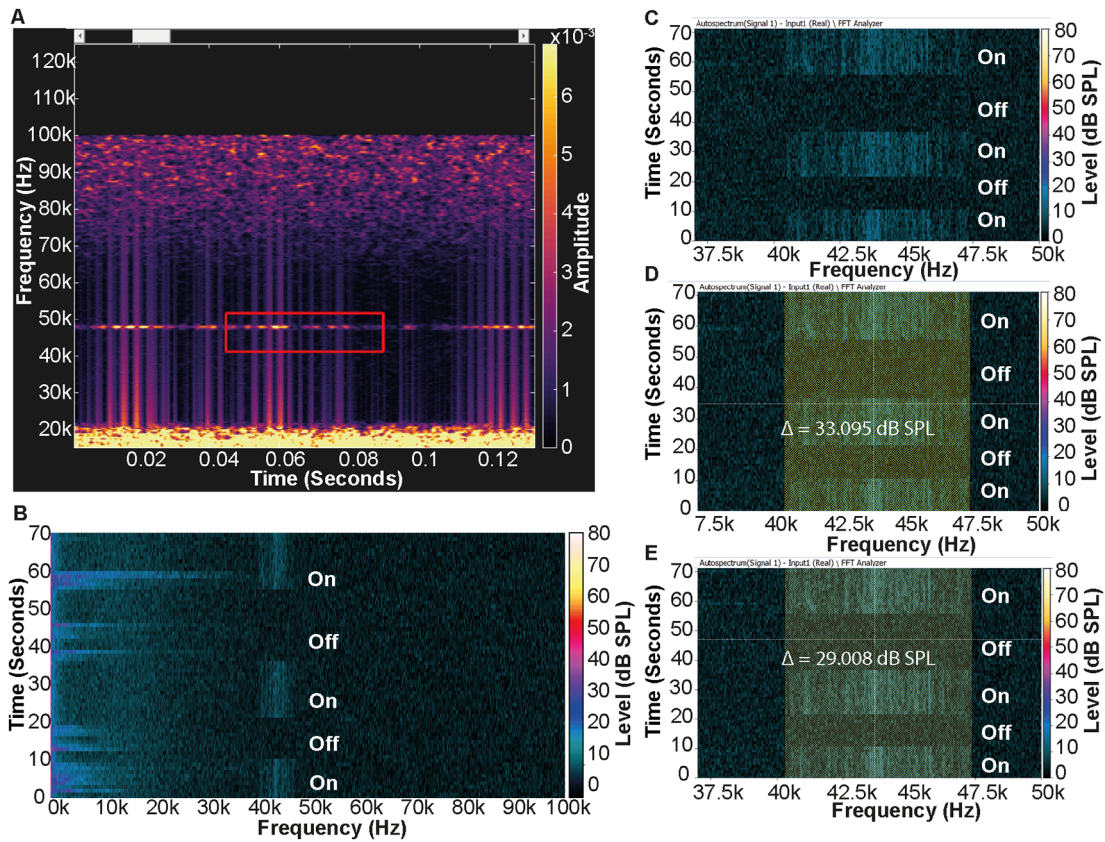 A
x10-3
120k
110k
100k
90k
80k
70k
60k
50k
40k
30k
20k
Frequency (Hz)
0.02
0.04
0.06
0.08
0.1
0.12
Time (Seconds)
6
5
4
3
2
1
0
Amplitude
B
70
60
50
40
30
20
10
0
Time (Seconds)
On
Off
On
Off
On
0k
10k
20k
30k
40k
50k
60k
70k
80k
90k
100k
Frequency (Hz)
80
70
60
50
40
30
20
10
0
Level (dB SPL)
C
Autospectrum(Signal 1) - Input1 (Real) \ FFT Analyzer
70
60
50
40
30
20
10
0
Time (Seconds)
On
Off
On
Off
On
37.5k
40k
42.5k
45k
47.5k
50k
Frequency (Hz)
80
70
60
50
40
30
20
10
0
Level (dB SPL)
D
Autospectrum(Signal 1) - Input1 (Real) \ FFT Analyzer
70
60
50
40
30
20
10
0
Time (Seconds)
On
Off
On
Δ = 33.095 dB SPL
Off
On
7.5k
40k
42.5k
45k
47.5k
50k
Frequency (Hz)
80
70
60
50
40
30
20
10
0
Level (dB SPL)
E
Autospectrum(Signal 1) - Input1 (Real) \ FFT Analyzer
70
60
50
40
30
20
10
0
Time (Seconds)
On
Off
Δ = 29.008 dB SPL
On
Off
On
37.5k
40k
42.5k
45k
47.5k
50k
Frequency (Hz)
80
70
60
50
40
30
20
10
0
Level (dB SPL)